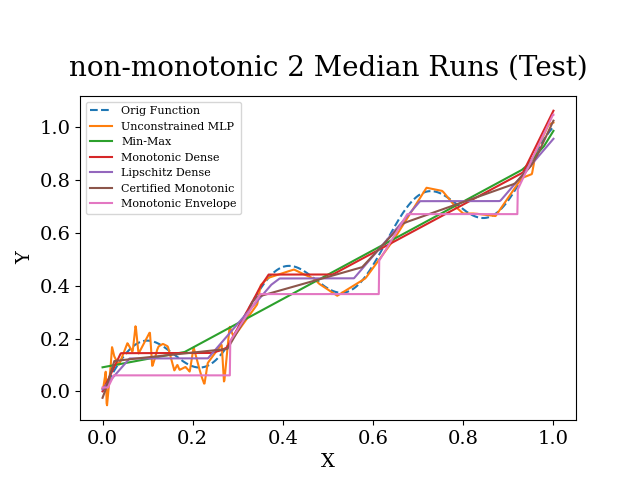 non-monotonic 2 Median Runs (Test)
Orig Function
Unconstrained MLP
Min-Max
Monotonic Dense
Lipschitz Dense
Certified Monotonic
Monotonic Envelope
1.0
0.8
0.6
0.4
0.2
0.0
Y
0.0 0.2 0.4 0.6 0.8 1.0
X